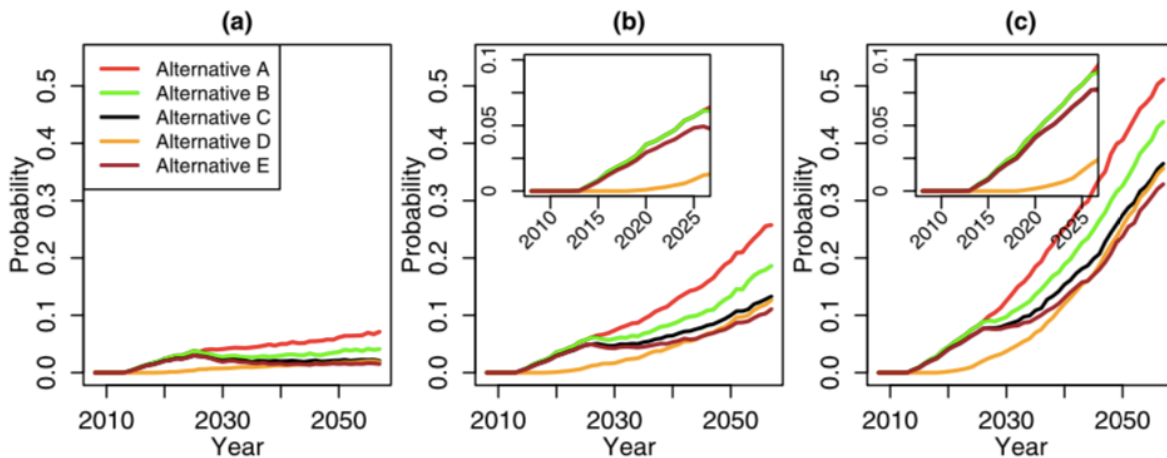 (a)
Probability
0.5
0.4
0.3
0.2
0.1
0.0
Alternative A
Alternative B
Alternative C
Alternative D
Alternative E
2010 2030 2050
Year
(b)
Probability
0.5
0.4
0.3
0.2
0.1
0.0
0.1
0.05
0
2010 2015 2020 2025
2010 2030 2050
Year
(c)
Probability
0.5
0.4
0.3
0.2
0.1
0.0
0.1
0.05
0
2010 2015 2020 2025
2010 2030 2050
Year